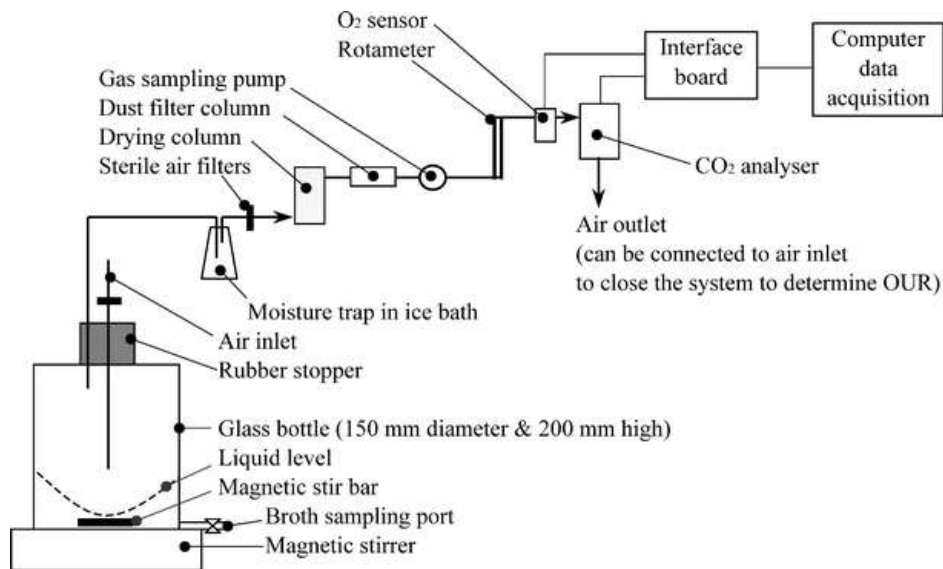 O₂ sensor
Rotameter
Gas sampling pump
Dust filter column
Drying column
Sterile air filters
Interface
board
Computer
data
acquisition
CO₂ analyser
Air outlet
(can be connected to air inlet
to close the system to determine OUR)
Moisture trap in ice bath
Air inlet
Rubber stopper
Glass bottle (150 mm diameter & 200 mm high)
Liquid level
Magnetic stir bar
Broth sampling port
Magnetic stirrer